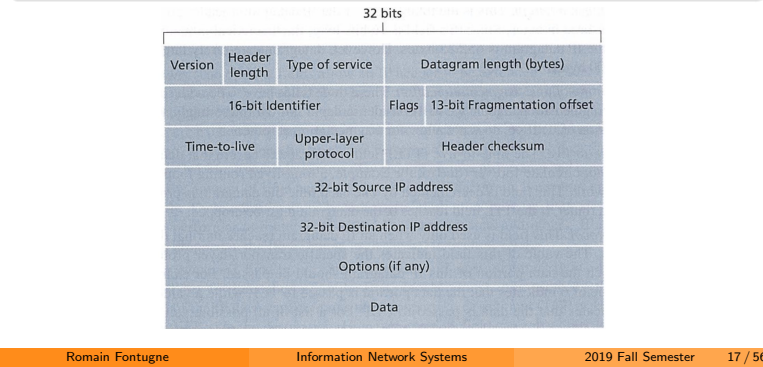 32 bits
Version Header length Type of service Datagram length (bytes)
16-bit Identifier Flags 13-bit Fragmentation offset
Time-to-live Upper-layer protocol Header checksum
32-bit Source IP address
32-bit Destination IP address
Options (if any)
Data
Romain Fontugne Information Network Systems 2019 Fall Semester 17 / 56